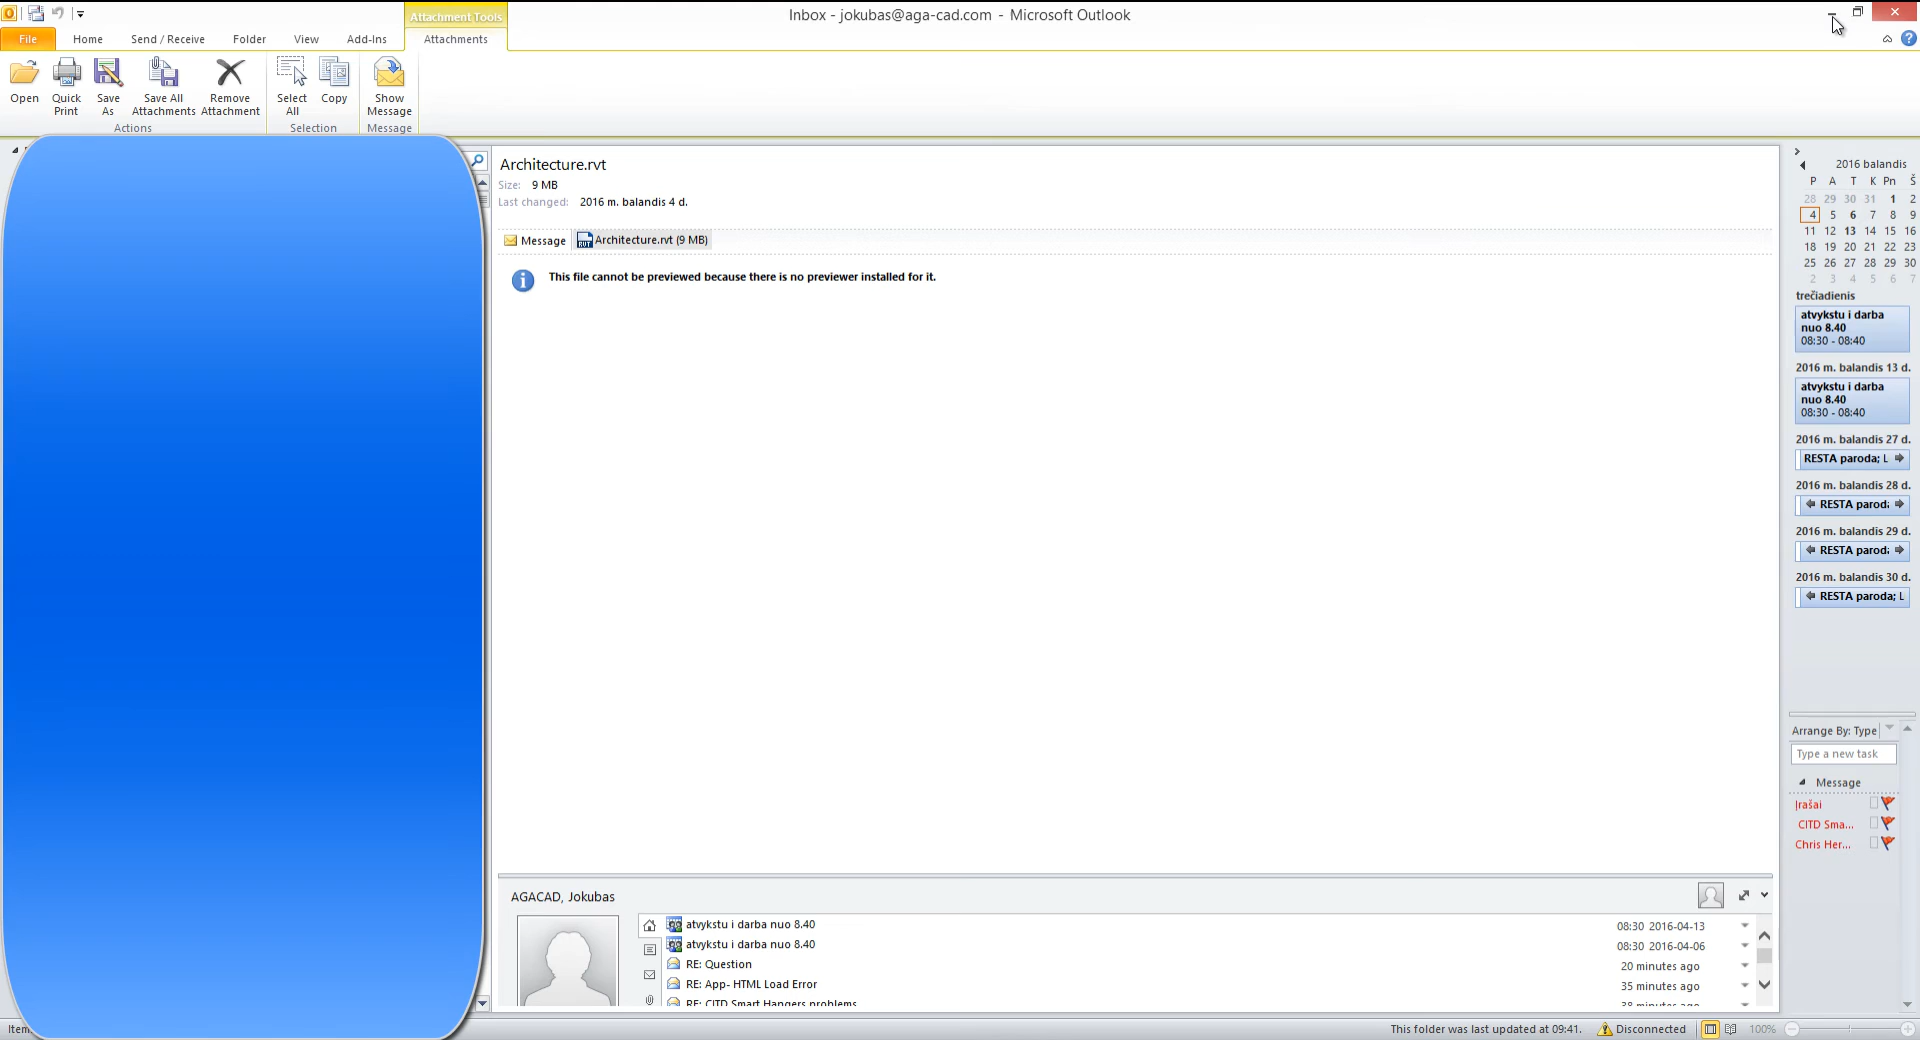 Inbox - jokubas@aga-cad.com - Microsoft Outlook
Attachment Tools
File Home Send / Receive Folder View Add-Ins Attachments
Open
Quick Print
Save As
Save All Attachments
Remove Attachment
Select All
Copy
Show Message
Actions
Selection
Message
Architecture.rvt
Size: 9 MB
Last changed: 2016 m. balandis 4 d.
Message
Architecture.rvt (9 MB)
This file cannot be previewed because there is no previewer installed for it.
2016 balandis
P A T K Pn Š
28 29 30 31 1 2
4 5 6 7 8 9
11 12 13 14 15 16
18 19 20 21 22 23
25 26 27 28 29 30
2 3 4 5 6 7
trečiadienis
atvykstu i darba
nuo 8.40
08:30 - 08:40
2016 m. balandis 13 d.
atvykstu i darba
nuo 8.40
08:30 - 08:40
2016 m. balandis 27 d.
RESTA paroda; L
2016 m. balandis 28 d.
RESTA paroda
2016 m. balandis 29 d.
RESTA paroda
2016 m. balandis 30 d.
RESTA paroda; L
Arrange By: Type
Type a new task
Message
Įrašai
CITD Sma...
Chris Her...
AGACAD, Jokubas
atvykstu i darba nuo 8.40 08:30 2016-04-13
atvykstu i darba nuo 8.40 08:30 2016-04-06
RE: Question 20 minutes ago
RE: App- HTML Load Error 35 minutes ago
RE: CITD Smart Hangers problems 38 minutes ago
Item
This folder was last updated at 09:41. Disconnected 100%